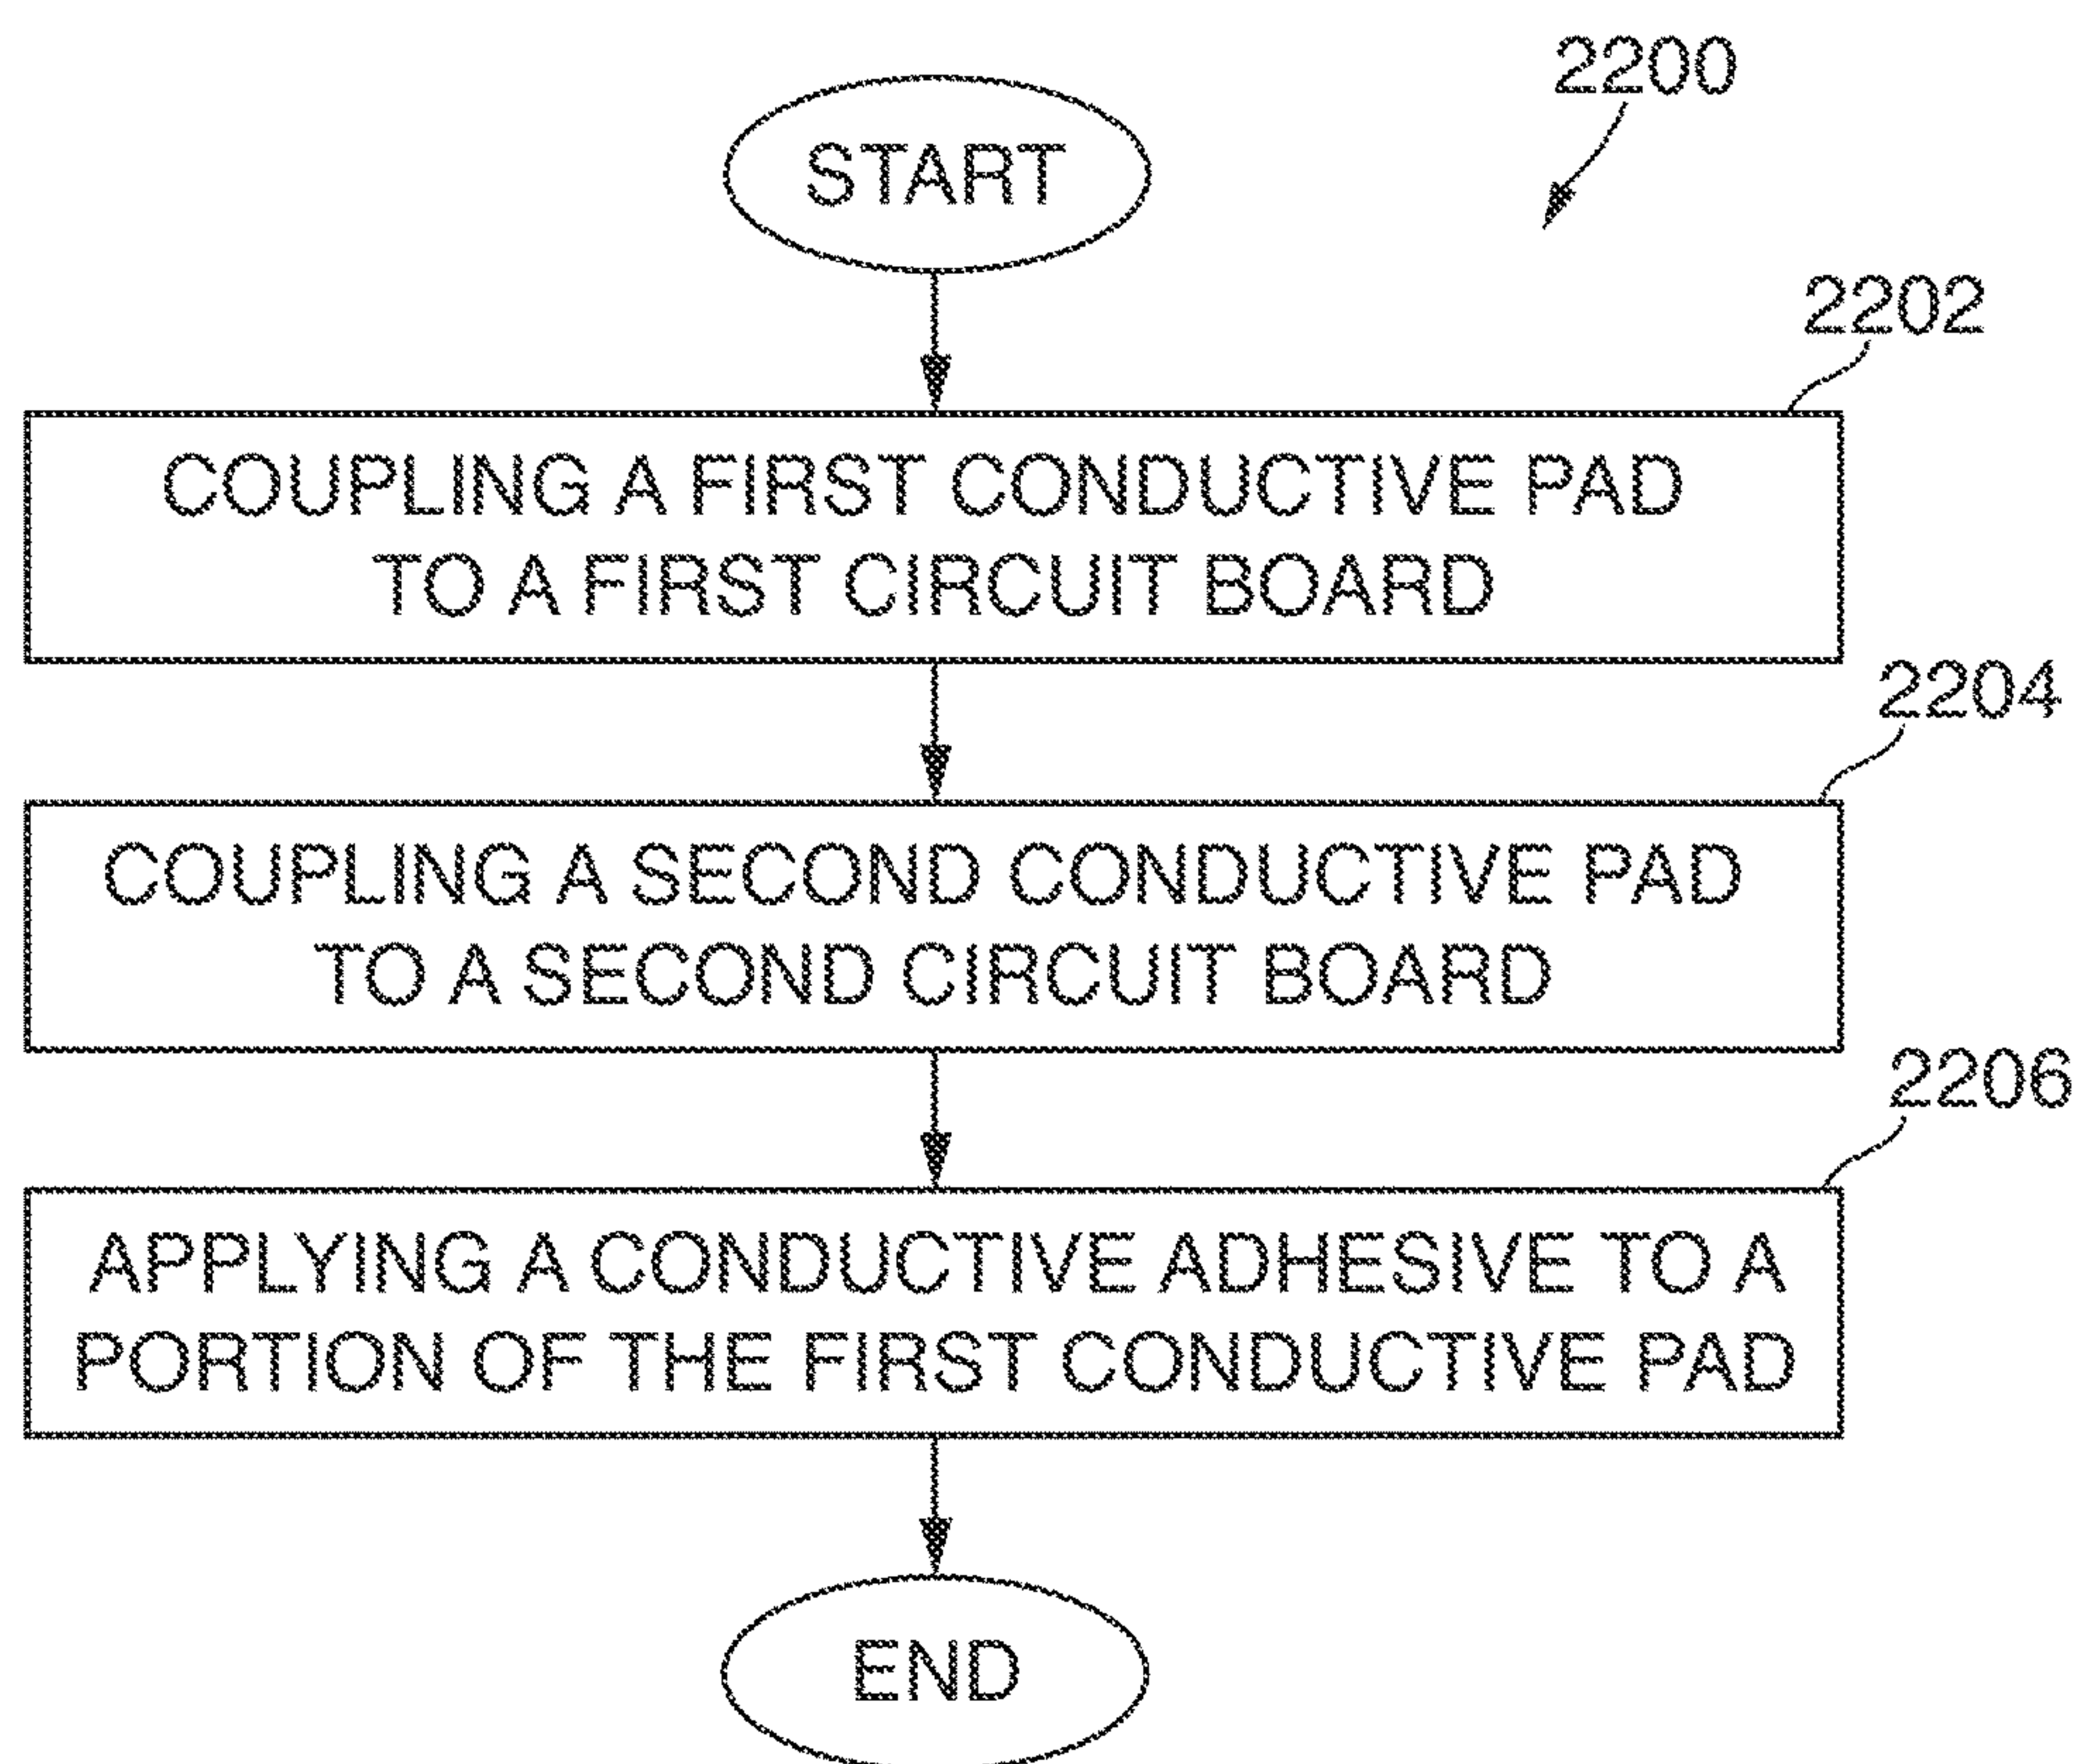 2200
START
2202
COUPLING A FIRST CONDUCTIVE PAD
TO A FIRST CIRCUIT BOARD
2204
COUPLING A SECOND CONDUCTIVE PAD
TO A SECOND CIRCUIT BOARD
2206
APPLYING A CONDUCTIVE ADHESIVE TO A
PORTION OF THE FIRST CONDUCTIVE PAD
END